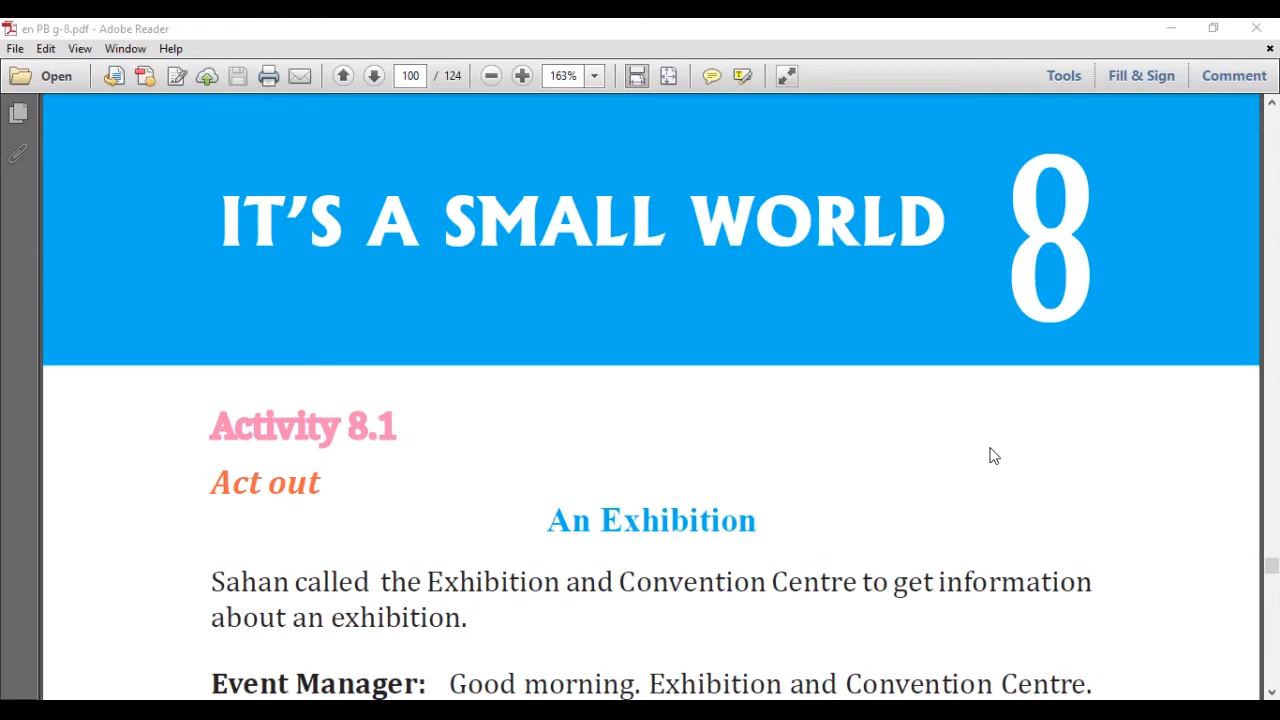 en PB g-8.pdf - Adobe Reader
File Edit View Window Help
Open 100 / 124 163% Tools Fill & Sign Comment
IT'S A SMALL WORLD 8
Activity 8.1
Act out
An Exhibition
Sahan called the Exhibition and Convention Centre to get information
about an exhibition.
Event Manager: Good morning. Exhibition and Convention Centre.